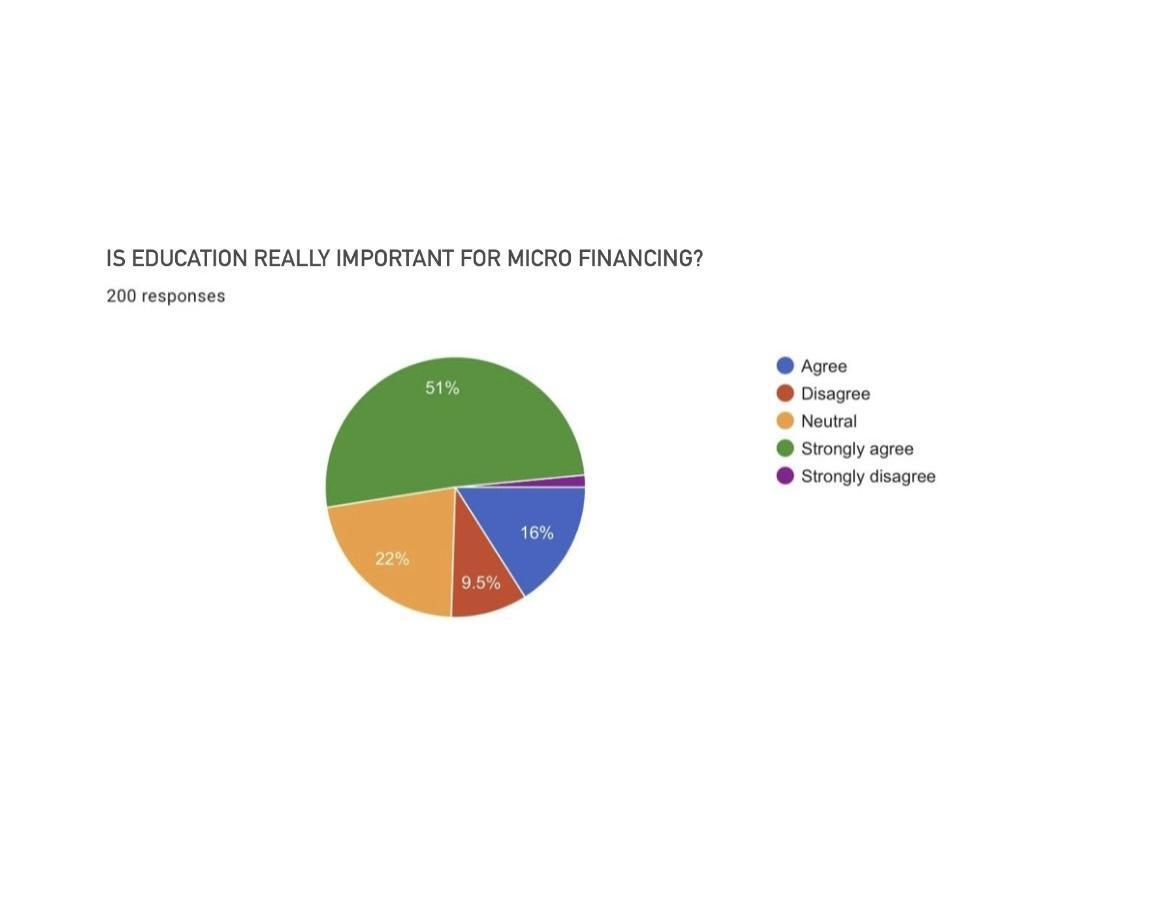 IS EDUCATION REALLY IMPORTANT FOR MICRO FINANCING?
200 responses
51%
16%
22%
9.5%
Agree
Disagree
Neutral
Strongly agree
Strongly disagree